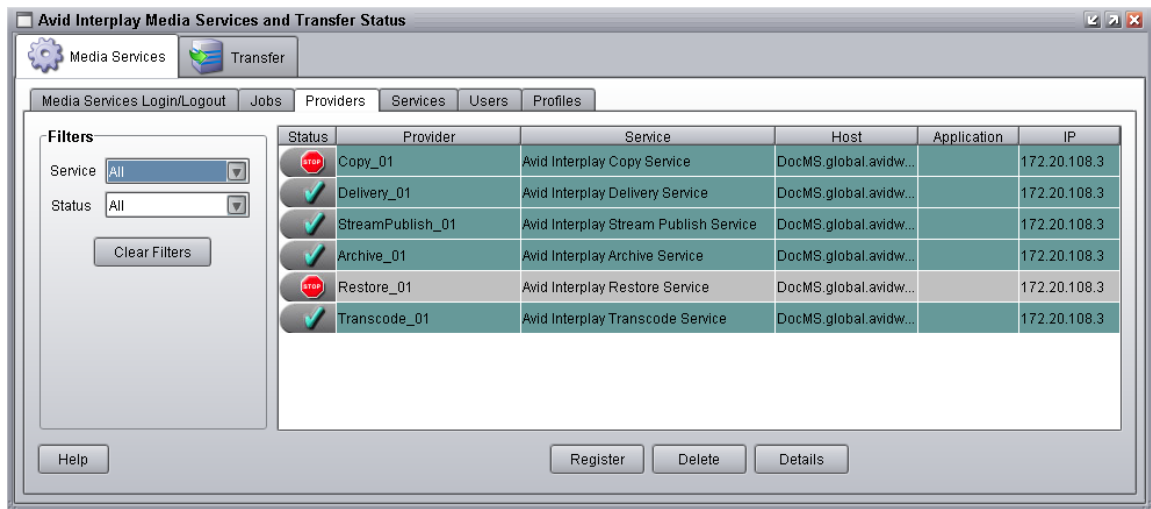 Avid Interplay Media Services and Transfer Status
Media Services Transfer
Media Services Login/Logout Jobs Providers Services Users Profiles
Filters
Service All
Status All
Clear Filters
Status Provider Service Host Application IP
STOP Copy_01 Avid Interplay Copy Service DocMS.global.avidw... 172.20.108.3
Delivery_01 Avid Interplay Delivery Service DocMS.global.avidw... 172.20.108.3
StreamPublish_01 Avid Interplay Stream Publish Service DocMS.global.avidw... 172.20.108.3
Archive_01 Avid Interplay Archive Service DocMS.global.avidw... 172.20.108.3
STOP Restore_01 Avid Interplay Restore Service DocMS.global.avidw... 172.20.108.3
Transcode_01 Avid Interplay Transcode Service DocMS.global.avidw... 172.20.108.3
Help Register Delete Details